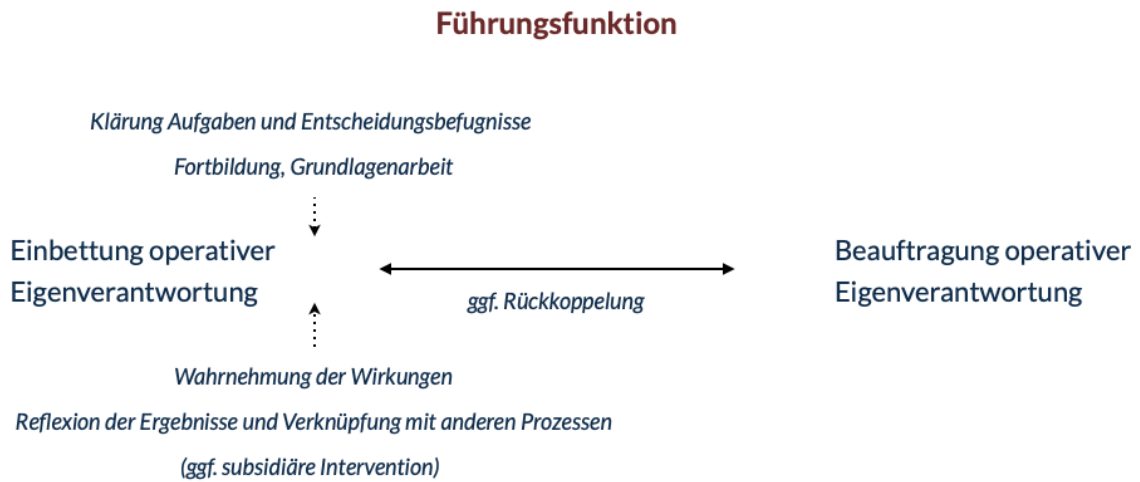 Führungsfunktion
Klärung Aufgaben und Entscheidungsbefugnisse
Fortbildung, Grundlagenarbeit
Einbettung operativer
Eigenverantwortung
ggf. Rückkoppelung
Beauftragung operativer
Eigenverantwortung
Wahrnehmung der Wirkungen
Reflexion der Ergebnisse und Verknüpfung mit anderen Prozessen
(ggf. subsidiäre Intervention)